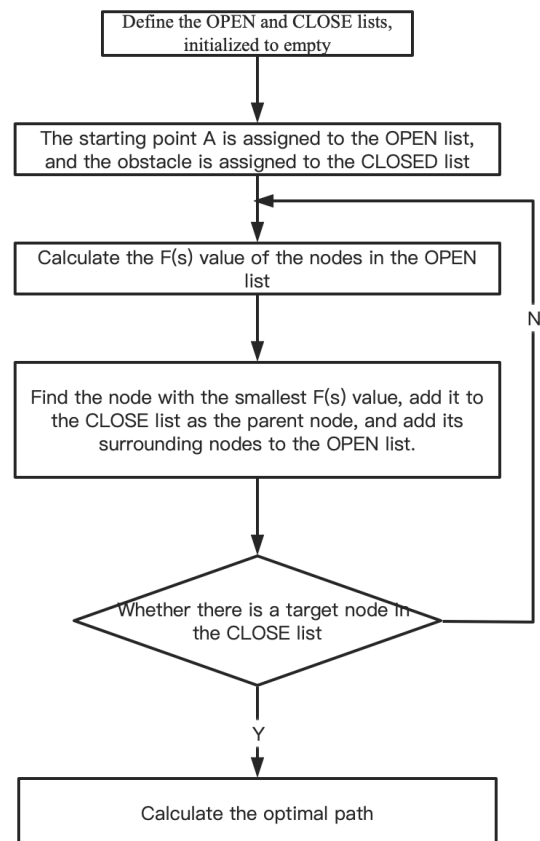 Define the OPEN and CLOSE lists,
initialized to empty
The starting point A is assigned to the OPEN list,
and the obstacle is assigned to the CLOSED list
Calculate the F(s) value of the nodes in the OPEN
list
N
Find the node with the smallest F(s) value, add it to
the CLOSE list as the parent node, and add its
surrounding nodes to the OPEN list.
Whether there is a target node in
the CLOSE list
Y
Calculate the optimal path